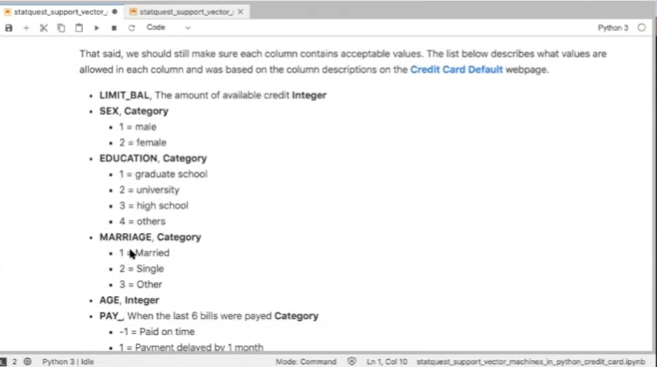 statquest_support_vector_
statquest_support_vector_
Code
Python 3
That said, we should still make sure each column contains acceptable values. The list below describes what values are
allowed in each column and was based on the column descriptions on the Credit Card Default webpage.
• LIMIT_BAL, The amount of available credit Integer
• SEX, Category
• 1 = male
• 2 = female
• EDUCATION, Category
• 1 = graduate school
• 2 = university
• 3 = high school
• 4 = others
• MARRIAGE, Category
• 1 = Married
• 2 = Single
• 3 = Other
• AGE, Integer
• PAY_, When the last 6 bills were payed Category
• -1 = Paid on time
• 1 = Payment delayed by 1 month
2 Python 3 | Idle Mode: Command Ln 1, Col 10 statquest_support_vector_machines_in_python_credit_card.ipynb